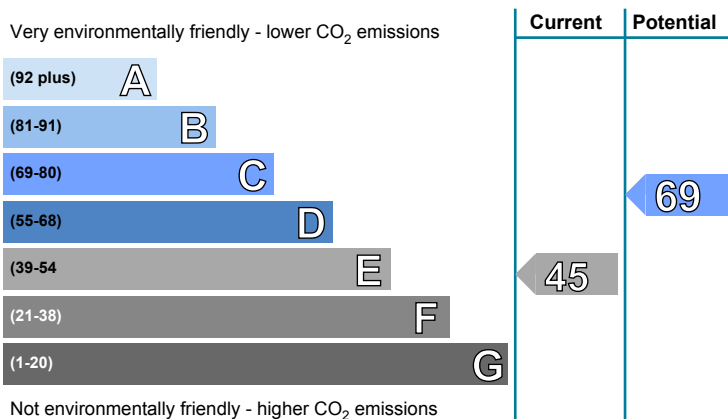 Very environmentally friendly - lower CO2 emissions
Current
Potential
(92 plus) A
(81-91) B
(69-80) C
69
(55-68) D
(39-54 E
45
(21-38) F
(1-20) G
Not environmentally friendly - higher CO2 emissions